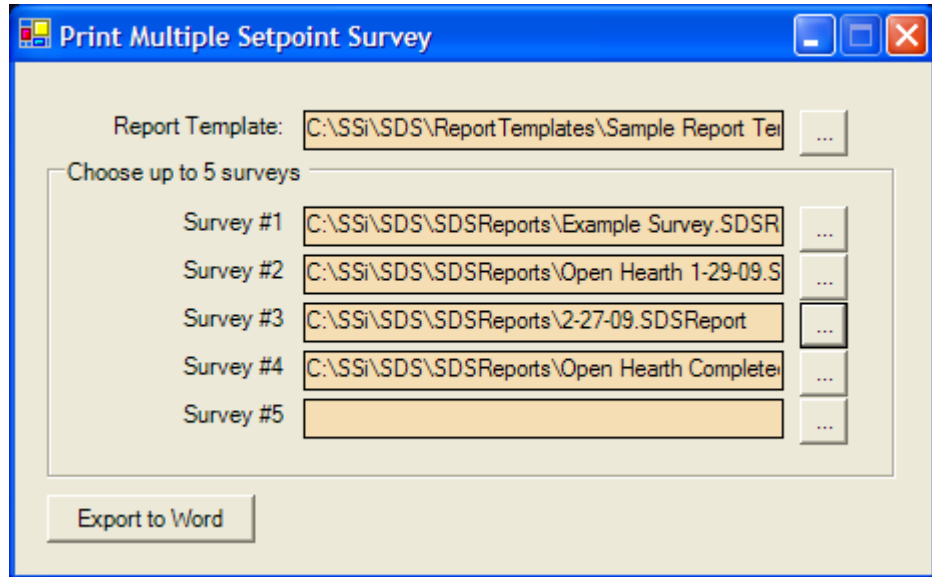 Print Multiple Setpoint Survey
Report Template: C:\SSi\SDS\ReportTemplates\Sample Report Ter ...
Choose up to 5 surveys
Survey #1 C:\SSi\SDS\SDSReports\Example Survey.SDSR ...
Survey #2 C:\SSi\SDS\SDSReports\Open Hearth 1-29-09.S ...
Survey #3 C:\SSi\SDS\SDSReports\2-27-09.SDSReport ...
Survey #4 C:\SSi\SDS\SDSReports\Open Hearth Complete ...
Survey #5 ...
Export to Word